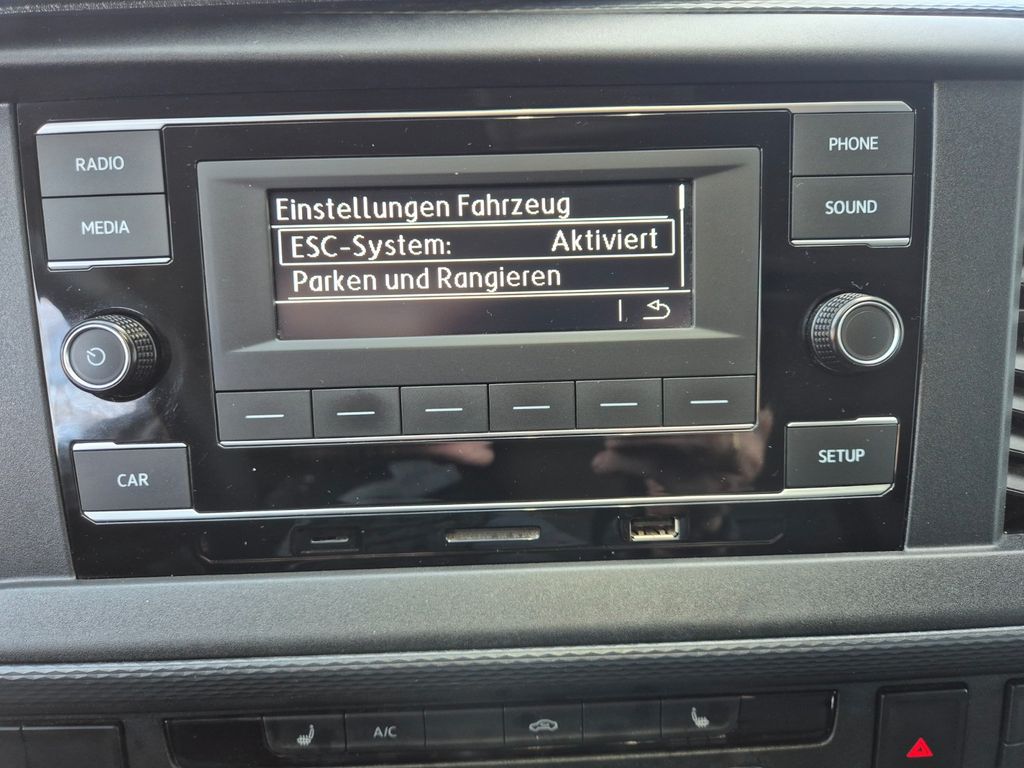 RADIO
MEDIA
PHONE
SOUND
Einstellungen Fahrzeug
ESC-System: Aktiviert
Parken und Rangieren
CAR
SETUP
A/C